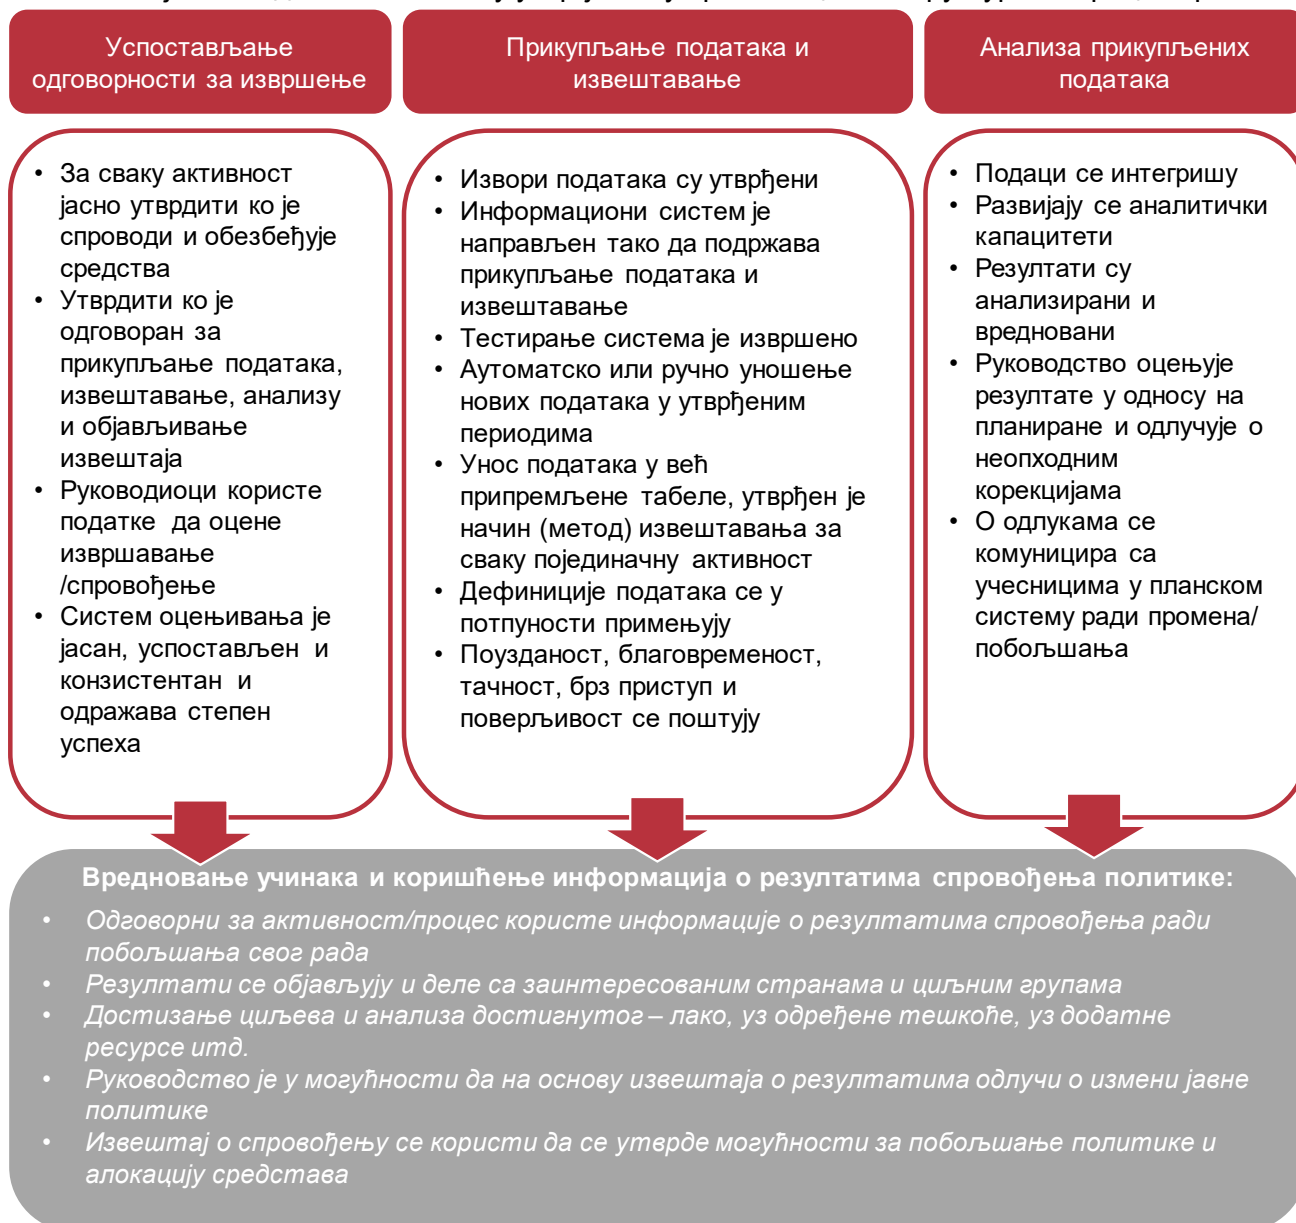 Успостављање
одговорности за извршење
Прикупљање података и
извештавање
Анализа прикупљених
података
• За сваку активност
јасно утврдити ко је
спроводи и обезбеђује
средства
• Утврдити ко је
одговоран за
прикупљање података,
извештавање, анализу
и објављивање
извештаја
• Руководиоци користе
податке да оцене
извршавање
/спровођење
• Систем оцењивања је
јасан, успостављен и
конзистентан и
одражава степен
успеха
• Извори података су утврђени
• Информациони систем је
направљен тако да подржава
прикупљање података и
извештавање
• Тестирање система је извршено
• Аутоматско или ручно уношење
нових података у утврђеним
периодима
• Унос података у већ
припремљене табеле, утврђен је
начин (метод) извештавања за
сваку појединачну активност
• Дефиниције података се у
потпуности примењују
• Поузданост, благовременост,
тачност, брз приступ и
поверљивост се поштују
• Подаци се интегришу
• Развијају се аналитички
капацитети
• Резултати су
анализирани и
вредновани
• Руководство оцењује
резултате у односу на
планиране и одлучује о
неопходним
корекцијама
• О одлукама се
комуницира са
учесницима у планском
систему ради промена/
побољшања
Вредновање учинака и коришћење информација о резултатима спровођења политике:
• Одговорни за активност/процес користе информације о резултатима спровођења ради
побољшања свог рада
• Резултати се објављују и деле са заинтересованим странама и циљним групама
• Достизање циљева и анализа достигнутог – лако, уз одређене тешкоће, уз додатне
ресурсе итд.
• Руководство је у могућности да на основу извештаја о резултатима одлучи о измени јавне
политике
• Извештај о спровођењу се користи да се утврде могућности за побољшање политике и
алокацију средстава